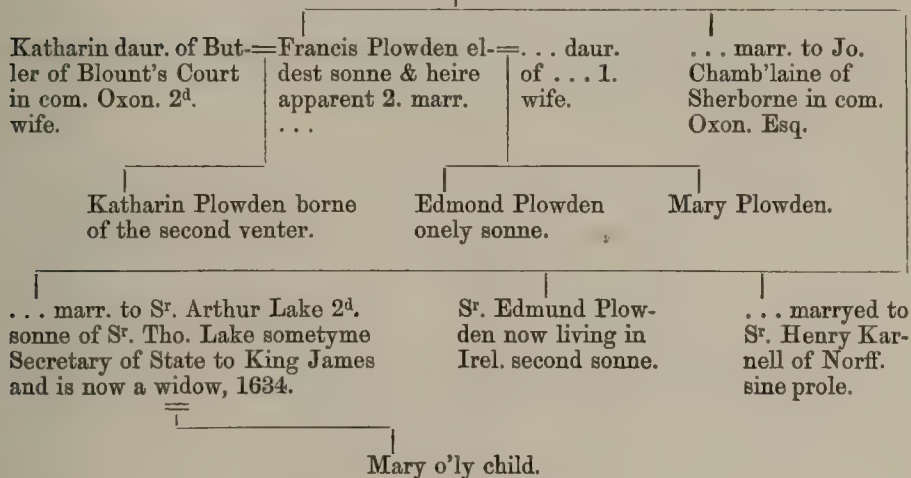 Katharin daur. of But-
ler of Blount's Court
in com. Oxon. 2d.
wife.
Francis Plowden el-
dest sonne & heire
apparent 2. marr.
. . .
. . . daur.
of . . . 1.
wife.
. . . marr. to Jo.
Chamb'laine of
Sherborne in com.
Oxon. Esq.
Katharin Plowden borne
of the second venter.
Edmond Plowden
onely sonne.
Mary Plowden.
. . . marr. to Sr. Arthur Lake 2d.
sonne of Sr. Tho. Lake sometyme
Secretary of State to King James
and is now a widow, 1634.
Sr. Edmund Plow-
den now living in
Irel. second sonne.
. . . marryed to
Sr. Henry Kar-
nell of Norff.
sine prole.
Mary o'ly child.